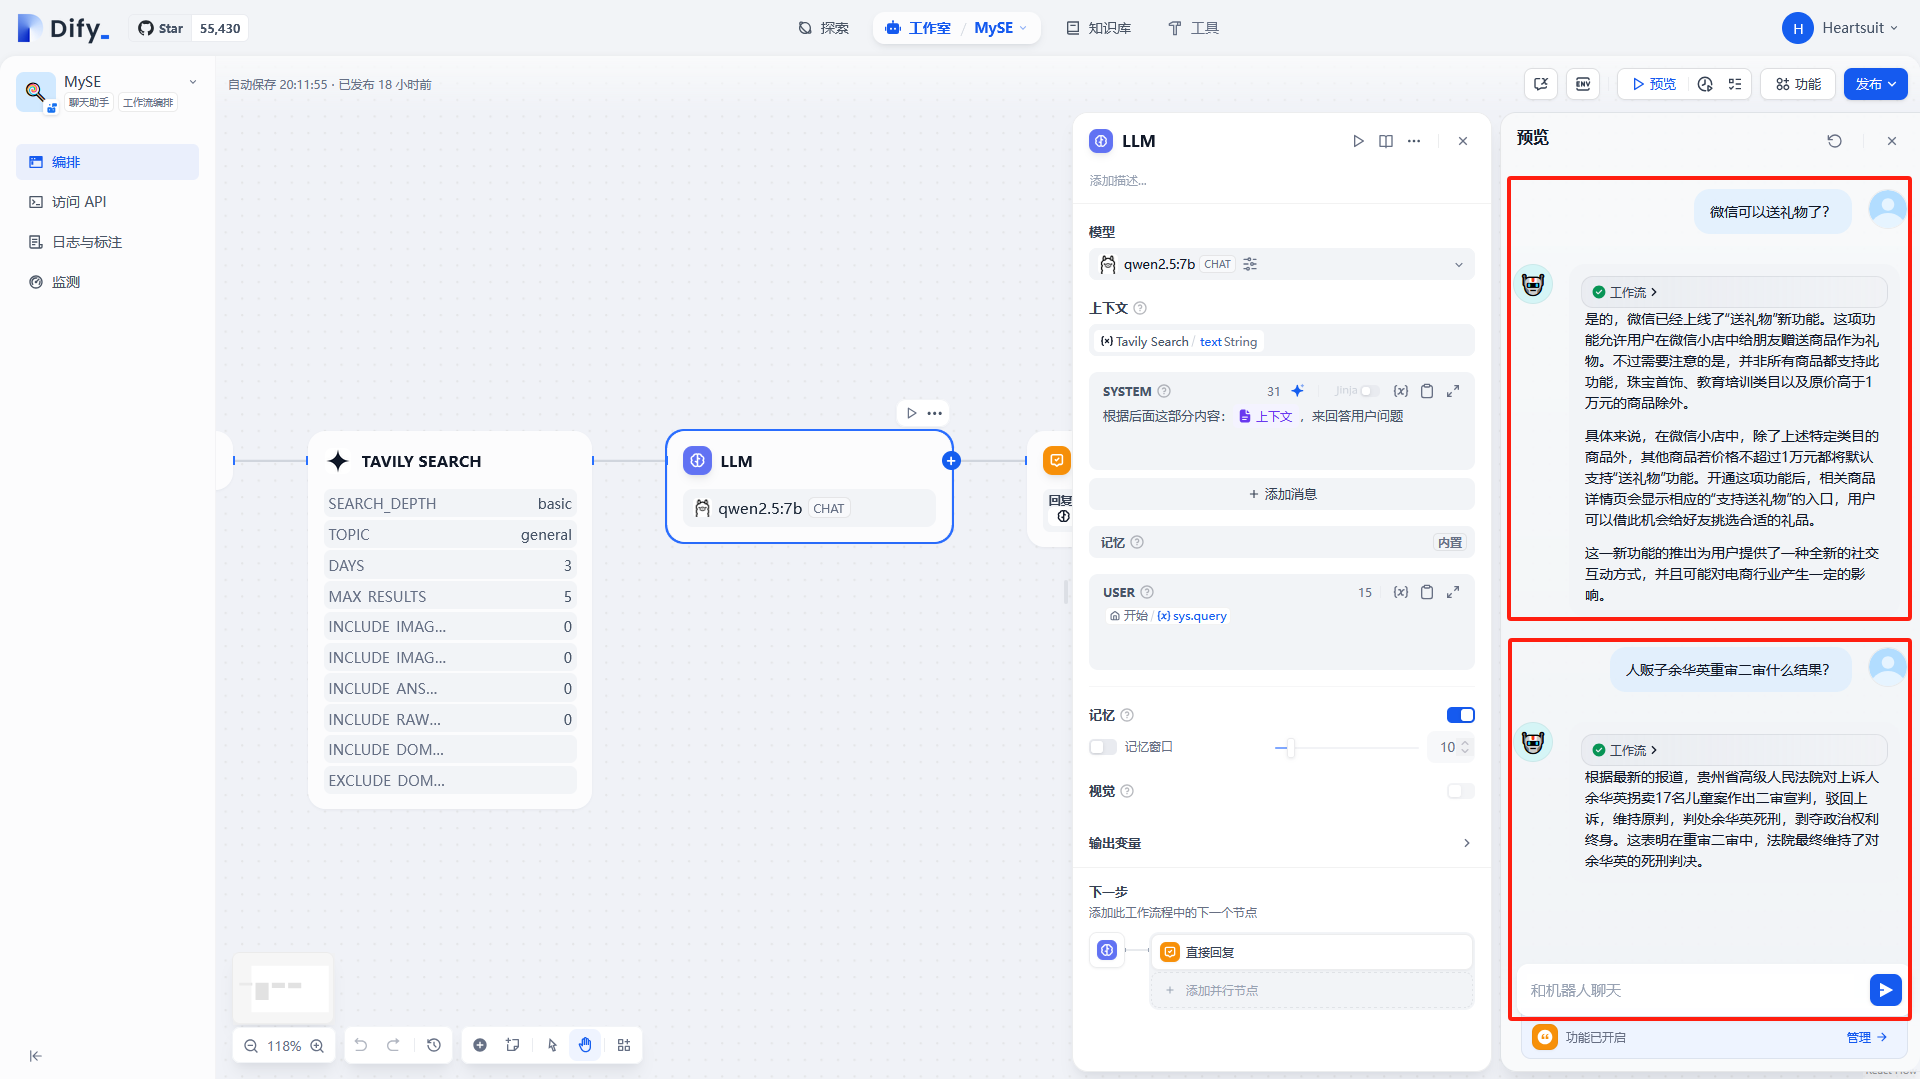 Dify_
Star 55,430
探索
工作室 / MySE
知识库
工具
H Heartsuit
MySE
聊天助手 工作流编排
编排
访问 API
日志与标注
监测
自动保存 20:11:55 · 已发布 18 小时前
ENV
预览
功能
发布
TAVILY SEARCH
SEARCH_DEPTH basic
TOPIC general
DAYS 3
MAX RESULTS 5
INCLUDE IMAG... 0
INCLUDE IMAG... 0
INCLUDE ANS... 0
INCLUDE RAW... 0
INCLUDE DOM...
EXCLUDE DOM...
LLM
qwen2.5:7b CHAT
回复
118%
LLM
添加描述...
模型
qwen2.5:7b CHAT
上下文
{x} Tavily Search / text String
SYSTEM 31 Jinja {x}
根据后面这部分内容： 上下文 ，来回答用户问题
+ 添加消息
记忆 内置
USER 15 {x}
开始 / {x} sys.query
记忆
记忆窗口 10
视觉
输出变量
下一步
添加此工作流程中的下一个节点
直接回复
+ 添加并行节点
预览
微信可以送礼物了？
工作流
是的，微信已经上线了“送礼物”新功能。这项功
能允许用户在微信小店中给朋友赠送商品作为礼
物。不过需要注意的是，并非所有商品都支持此
功能，珠宝首饰、教育培训类目以及原价高于1
万元的商品除外。
具体来说，在微信小店中，除了上述特定类目的
商品外，其他商品若价格不超过1万元都将默认
支持“送礼物”功能。开通这项功能后，相关商品
详情页会显示相应的“支持送礼物”的入口，用户
可以借此机会给好友挑选合适的礼品。
这一新功能的推出为用户提供了一种全新的社交
互动方式，并且可能对电商行业产生一定的影
响。
人贩子余华英重审二审什么结果？
工作流
根据最新的报道，贵州省高级人民法院对上诉人
余华英拐卖17名儿童案作出二审宣判，驳回上
诉，维持原判，判处余华英死刑，剥夺政治权利
终身。这表明在重审二审中，法院最终维持了对
余华英的死刑判决。
和机器人聊天
功能已开启 管理